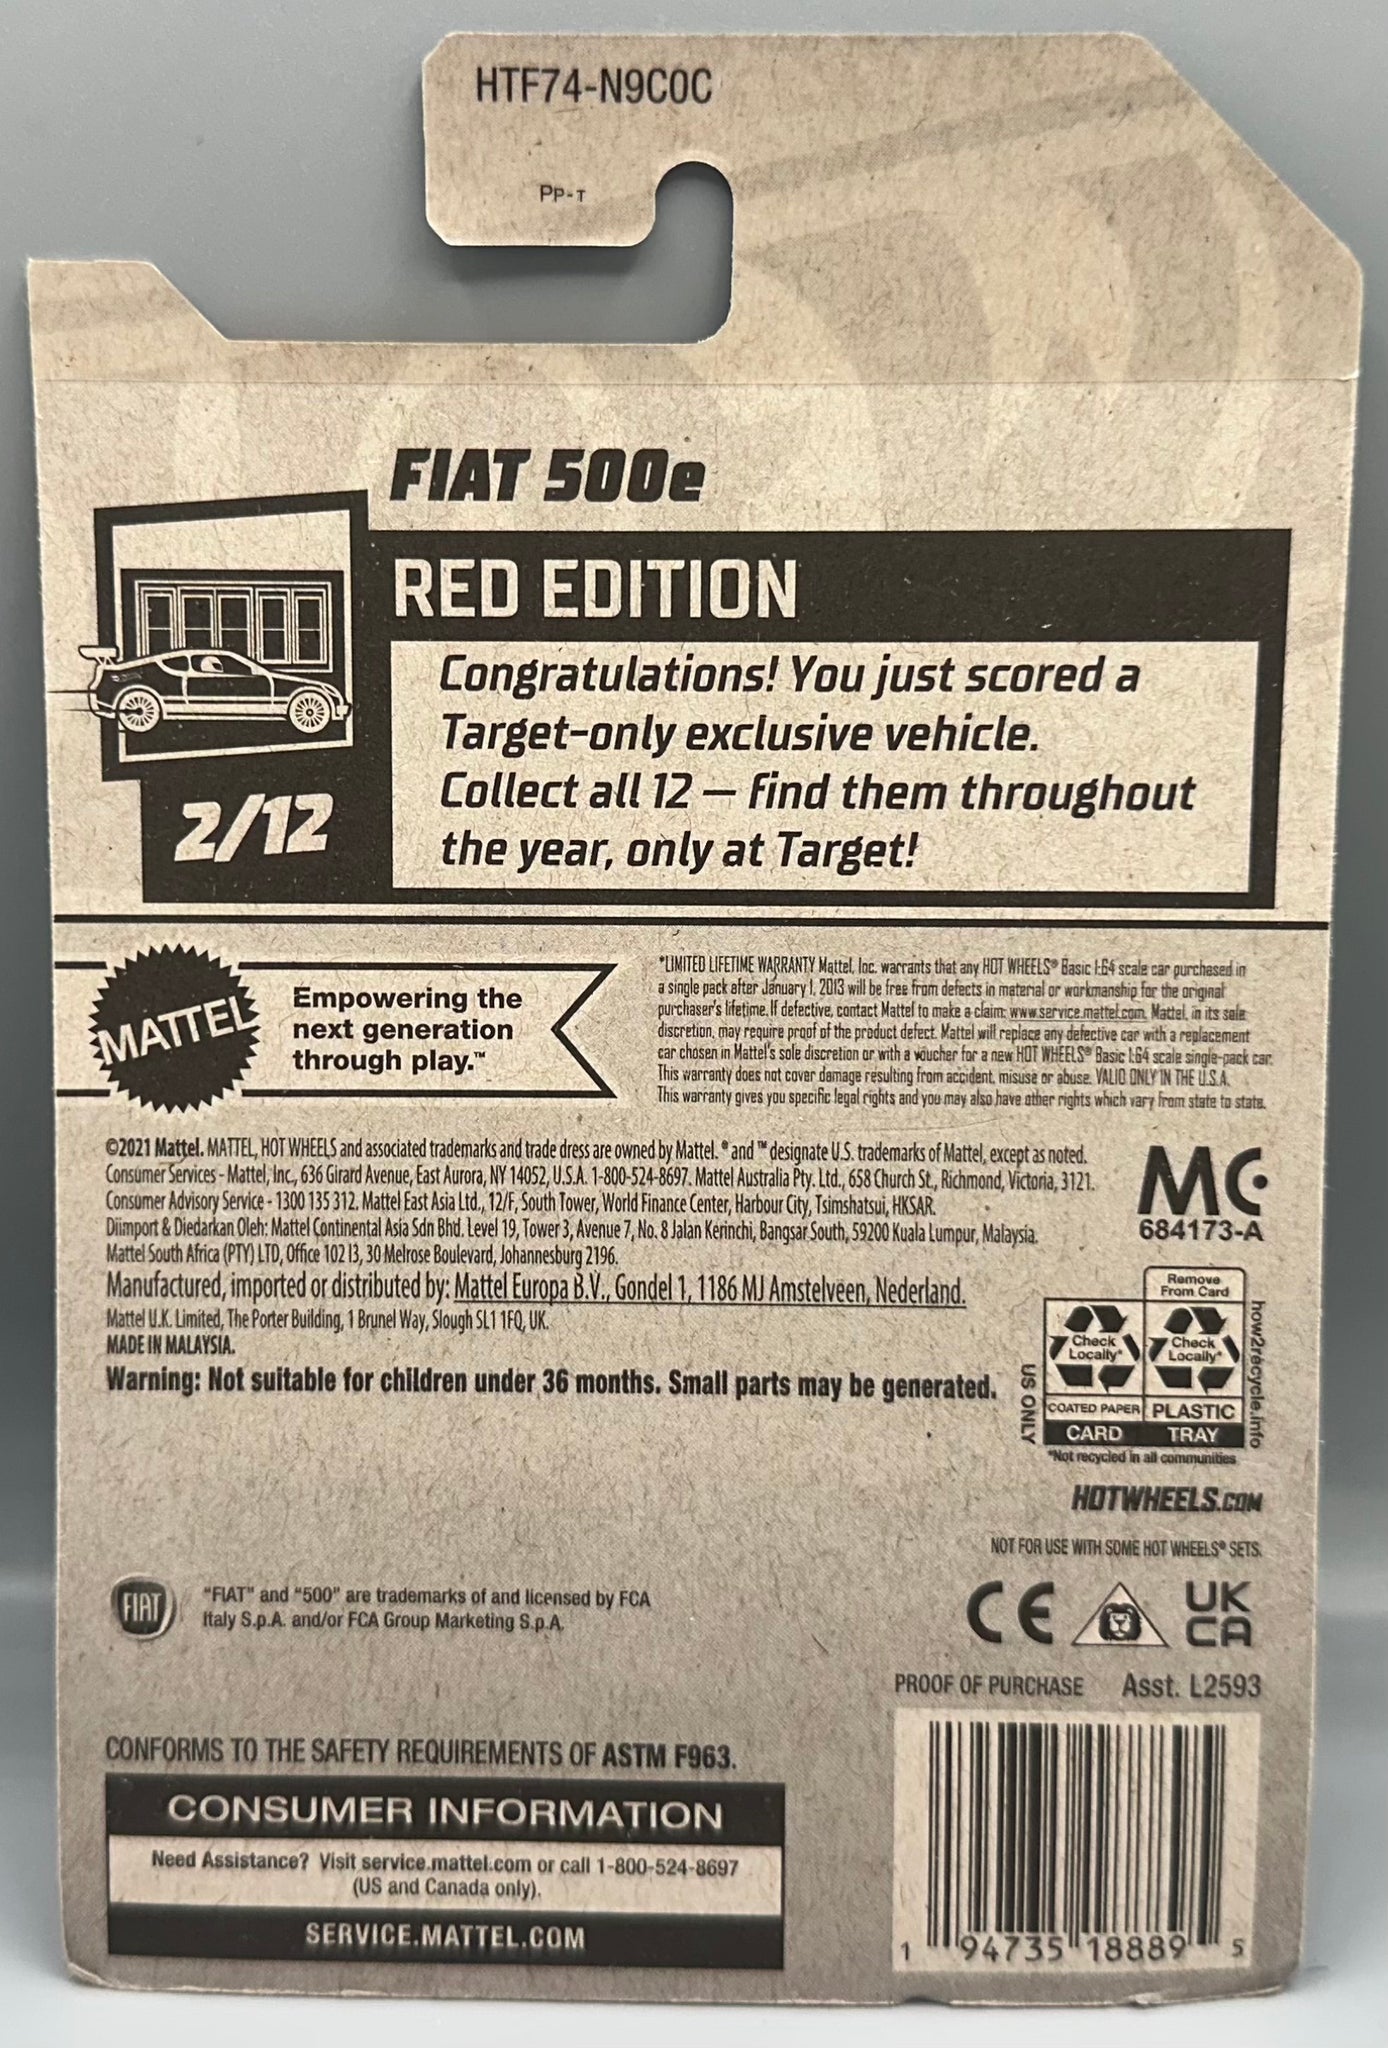 HTF74-N9C0C
PP-T
FIAT 500e
RED EDITION
Congratulations! You just scored a
Target-only exclusive vehicle.
Collect all 12 – find them throughout
the year, only at Target!
2/12
MATTEL
Empowering the
next generation
through play.™
*LIMITED LIFETIME WARRANTY Mattel, Inc. warrants that any HOT WHEELS® Basic 1:64 scale car purchased in
a single pack after January 1, 2013 will be free from defects in material or workmanship for the original
purchaser's lifetime. If defective, contact Mattel to make a claim: www.service.mattel.com. Mattel, in its sole
discretion, may require proof of the product defect. Mattel will replace any defective car with a replacement
car chosen in Mattel's sole discretion or with a voucher for a new HOT WHEELS® Basic 1:64 scale single-pack car.
This warranty does not cover damage resulting from accident, misuse or abuse. VALID ONLY IN THE U.S.A.
This warranty gives you specific legal rights and you may also have other rights which vary from state to state.
©2021 Mattel. MATTEL, HOT WHEELS and associated trademarks and trade dress are owned by Mattel. ® and ™ designate U.S. trademarks of Mattel, except as noted.
Consumer Services - Mattel, Inc., 636 Girard Avenue, East Aurora, NY 14052, U.S.A. 1-800-524-8697. Mattel Australia Pty. Ltd., 658 Church St., Richmond, Victoria, 3121.
Consumer Advisory Service - 1300 135 312. Mattel East Asia Ltd., 12/F, South Tower, World Finance Center, Harbour City, Tsimshatsui, HKSAR.
Diimport & Diedarkan Oleh: Mattel Continental Asia Sdn Bhd. Level 19, Tower 3, Avenue 7, No. 8 Jalan Kerinchi, Bangsar South, 59200 Kuala Lumpur, Malaysia.
Mattel South Africa (PTY) LTD, Office 102 I3, 30 Melrose Boulevard, Johannesburg 2196.
Manufactured, imported or distributed by: Mattel Europa B.V., Gondel 1, 1186 MJ Amstelveen, Nederland.
Mattel U.K. Limited, The Porter Building, 1 Brunel Way, Slough SL1 1FQ, UK.
MADE IN MALAYSIA.
Warning: Not suitable for children under 36 months. Small parts may be generated.
MC
684173-A
Remove
From Card
Check
Locally*
Check
Locally*
COATED PAPER
PLASTIC
CARD
TRAY
US ONLY
how2recycle.info
*Not recycled in all communities
HOTWHEELS.COM
NOT FOR USE WITH SOME HOT WHEELS® SETS.
FIAT
"FIAT" and "500" are trademarks of and licensed by FCA
Italy S.p.A. and/or FCA Group Marketing S.p.A.
CE
UK
CA
PROOF OF PURCHASE Asst. L2593
CONFORMS TO THE SAFETY REQUIREMENTS OF ASTM F963.
CONSUMER INFORMATION
Need Assistance? Visit service.mattel.com or call 1-800-524-8697
(US and Canada only).
SERVICE.MATTEL.COM
1 94735 18889 5